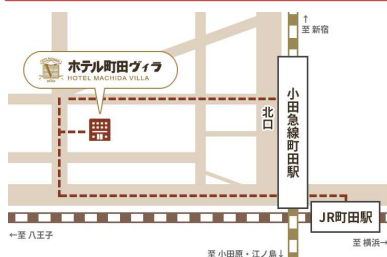 ↑
至 新宿
ホテル町田ヴィラ
HOTEL MACHIDA VILLA
北口
小田急線町田駅
JR町田駅
←至 八王子
至 横浜→
至 小田原・江ノ島↓